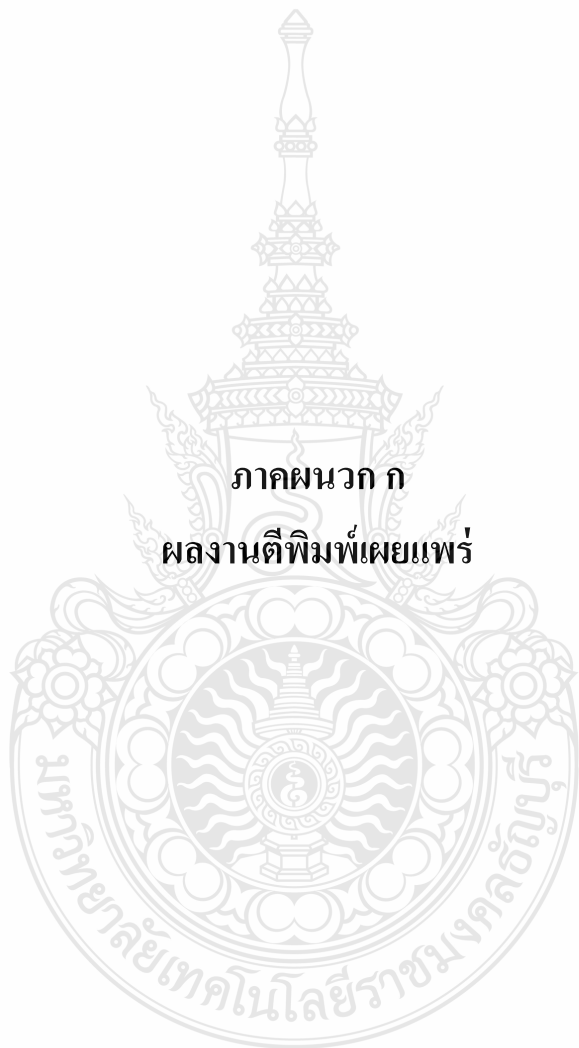 ภาคผนวก ก
ผลงานตีพิมพ์เผยแพร่
มหาวิทยาลัยเทคโนโลยีราชมงคลธัญบุรี